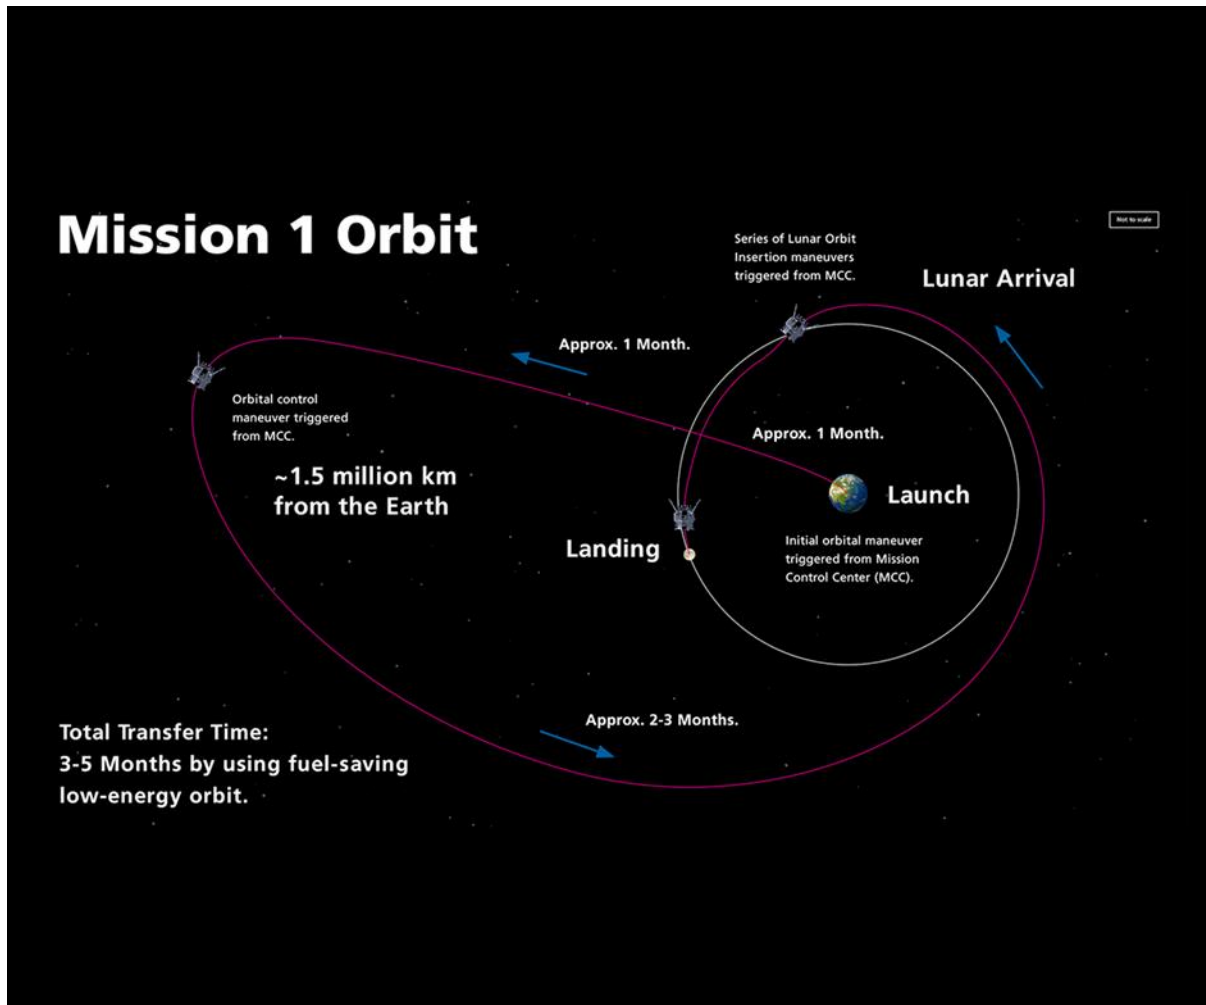 Mission 1 Orbit
Not to scale
Series of Lunar Orbit
Insertion maneuvers
triggered from MCC.
Lunar Arrival
Approx. 1 Month.
Orbital control
maneuver triggered
from MCC.
~1.5 million km
from the Earth
Approx. 1 Month.
Launch
Initial orbital maneuver
triggered from Mission
Control Center (MCC).
Landing
Approx. 2-3 Months.
Total Transfer Time:
3-5 Months by using fuel-saving
low-energy orbit.